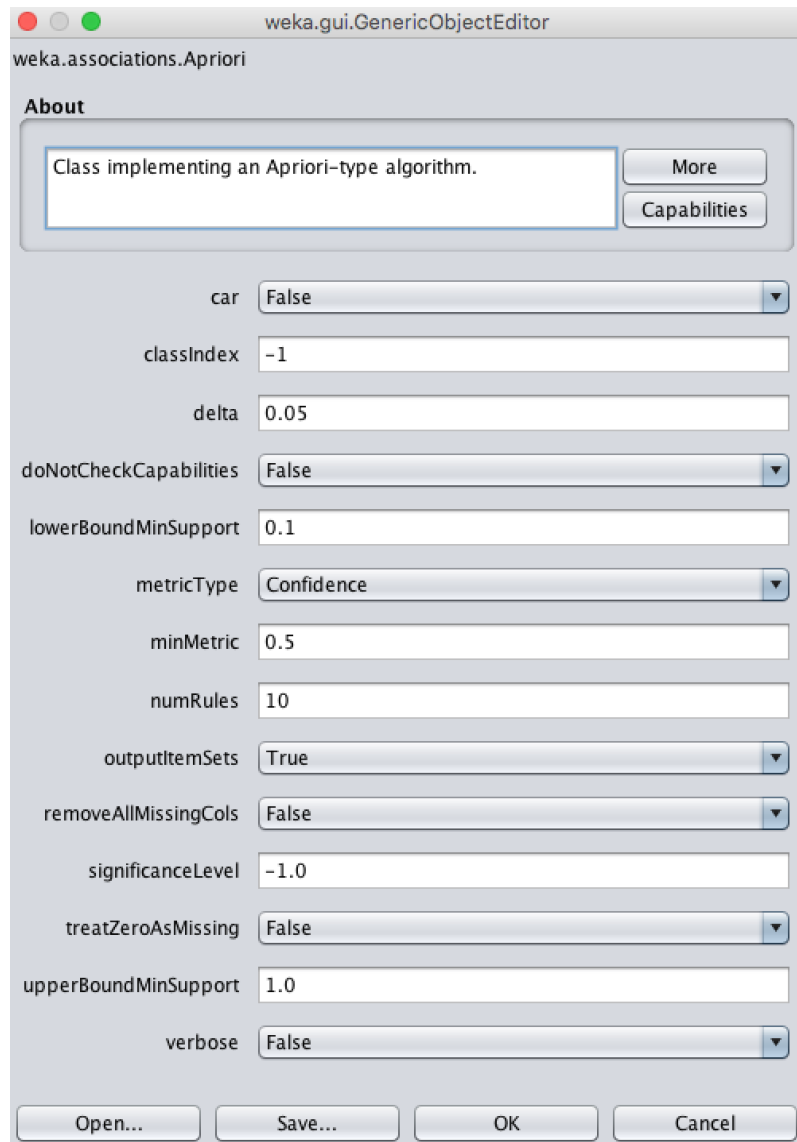 weka.gui.GenericObjectEditor
weka.associations.Apriori
About
Class implementing an Apriori-type algorithm.
More
Capabilities
car False
classIndex -1
delta 0.05
doNotCheckCapabilities False
lowerBoundMinSupport 0.1
metricType Confidence
minMetric 0.5
numRules 10
outputItemSets True
removeAllMissingCols False
significanceLevel -1.0
treatZeroAsMissing False
upperBoundMinSupport 1.0
verbose False
Open... Save... OK Cancel